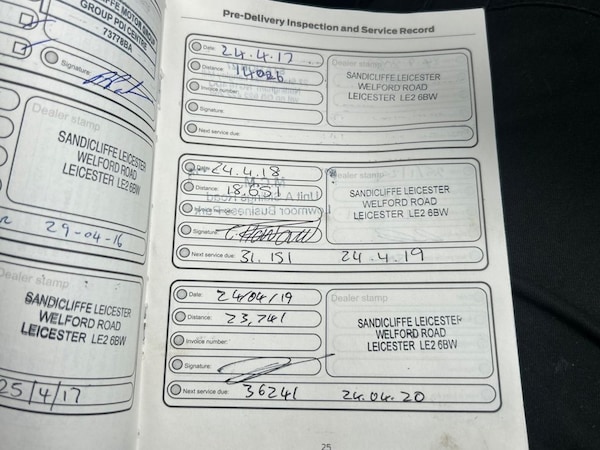 CLIFFE MOTOR GROUP
GROUP PDI CENTRE
73778BA
Signature:
Dealer stamp
SANDICLIFFE LEICESTER
WELFORD ROAD
LEICESTER LE2 6BW
29-04-16
Dealer stamp
SANDICLIFFE LEICESTER
WELFORD ROAD
LEICESTER LE2 6BW
25/4/17
Pre-Delivery Inspection and Service Record
Date: 24.4.17
Distance:
Invoice number:
Signature:
Next service due:
Dealer stamp
SANDICLIFFE LEICESTER
WELFORD ROAD
LEICESTER LE2 6BW
Date: 24.4.18
Distance: 18.651
Signature:
Next service due: 31.151 24.4.19
Dealer stamp
SANDICLIFFE LEICESTER
WELFORD ROAD
LEICESTER LE2 6BW
Date: 24/04/19
Distance: 23,741
Invoice number:
Signature:
Next service due: 36241 24.04.20
Dealer stamp
SANDICLIFFE LEICESTER
WELFORD ROAD
LEICESTER LE2 6BW
25